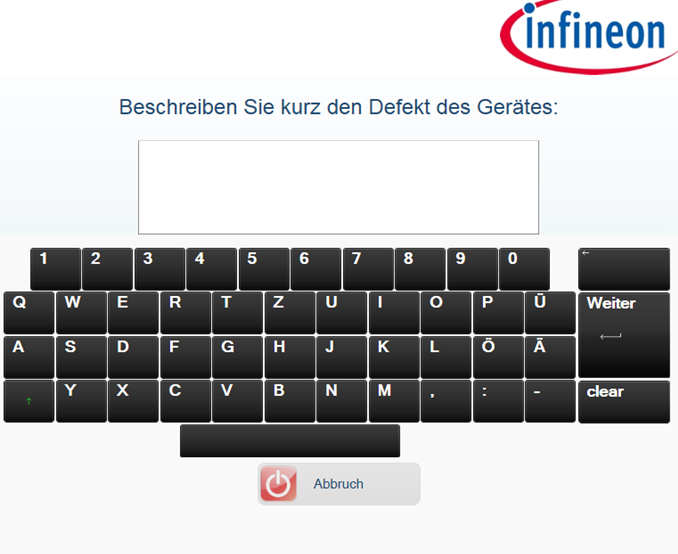 infineon
Beschreiben Sie kurz den Defekt des Gerätes:
1 2 3 4 5 6 7 8 9 0 ←
Q W E R T Z U I O P Ü Weiter
A S D F G H J K L Ö Ä
↑ Y X C V B N M , : - clear
Abbruch